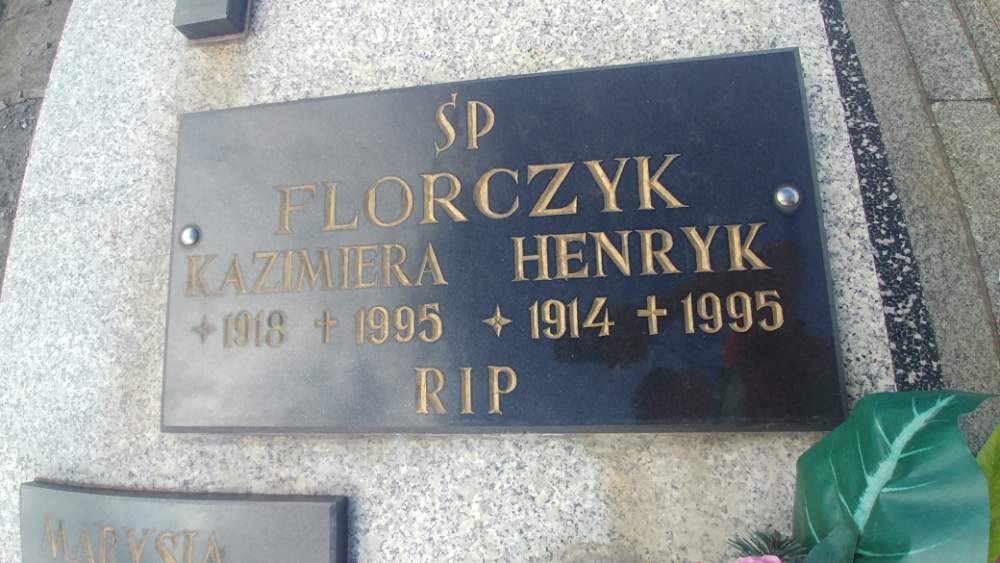 ŚP
FLORCZYK
KAZIMIERA HENRYK
1918 ✝ 1995 1914 ✝ 1995
RIP
MARYSIA